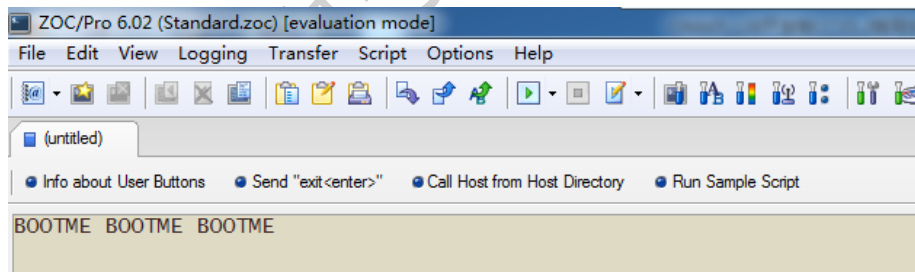 ZOC/Pro 6.02 (Standard.zoc) [evaluation mode]
File Edit View Logging Transfer Script Options Help
(untitled)
Info about User Buttons Send "exit<enter>" Call Host from Host Directory Run Sample Script
BOOTME BOOTME BOOTME